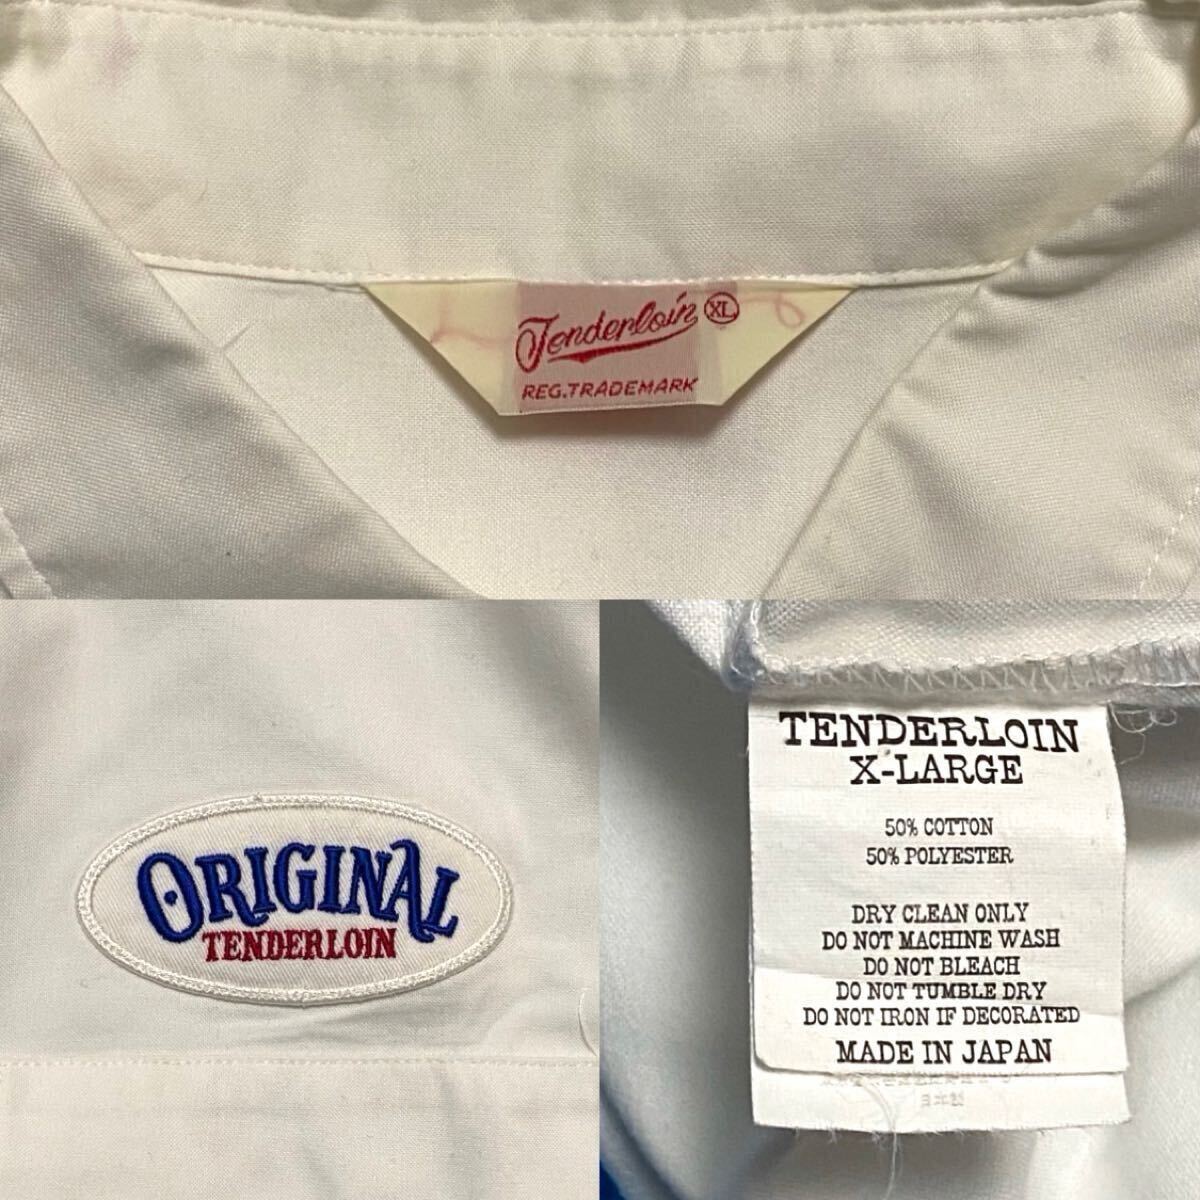 Tenderloin XL
REG.TRADEMARK
ORIGINAL
TENDERLOIN
TENDERLOIN
X-LARGE
50% COTTON
50% POLYESTER
DRY CLEAN ONLY
DO NOT MACHINE WASH
DO NOT BLEACH
DO NOT TUMBLE DRY
DO NOT IRON IF DECORATED
MADE IN JAPAN